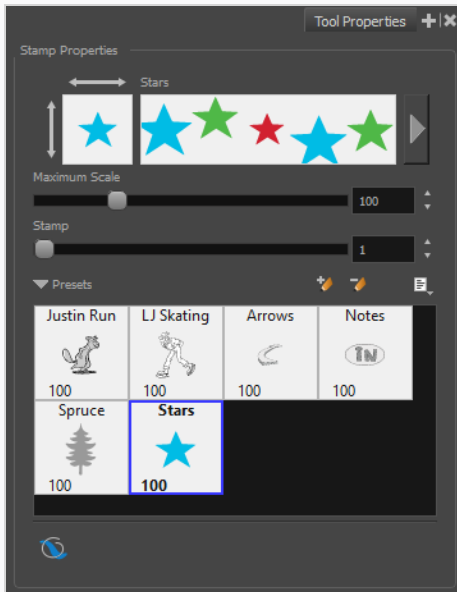 Tool Properties
Stamp Properties
Stars
Maximum Scale
100
Stamp
1
Presets
Justin Run LJ Skating Arrows Notes
IN
100 100 100 100
Spruce Stars
100 100